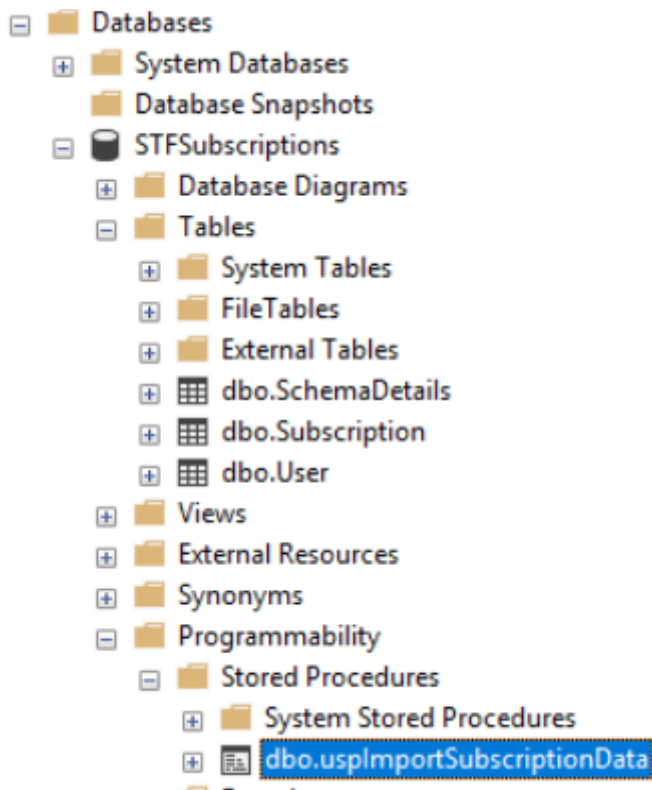 Databases
System Databases
Database Snapshots
STFSubscriptions
Database Diagrams
Tables
System Tables
FileTables
External Tables
dbo.SchemaDetails
dbo.Subscription
dbo.User
Views
External Resources
Synonyms
Programmability
Stored Procedures
System Stored Procedures
dbo.uspImportSubscriptionData